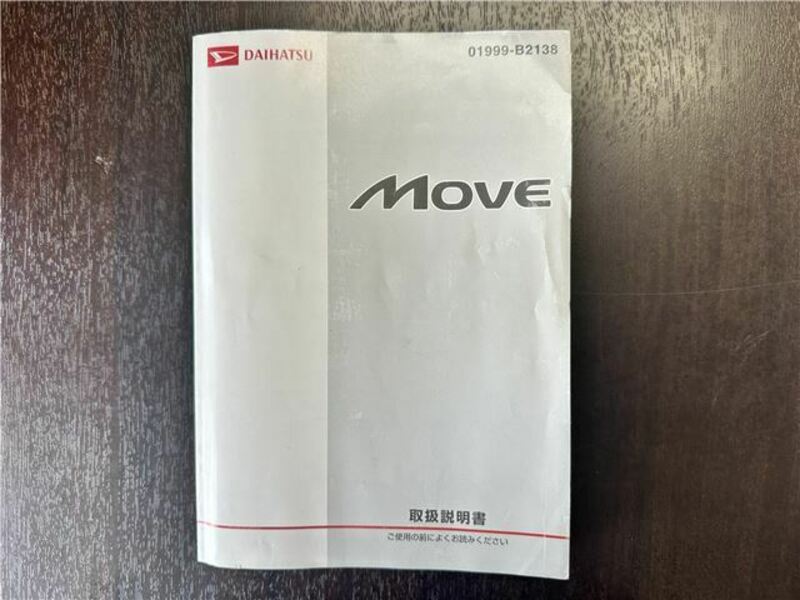 DAIHATSU
01999-B2138
MOVE
取扱説明書
ご使用の前によくお読みください